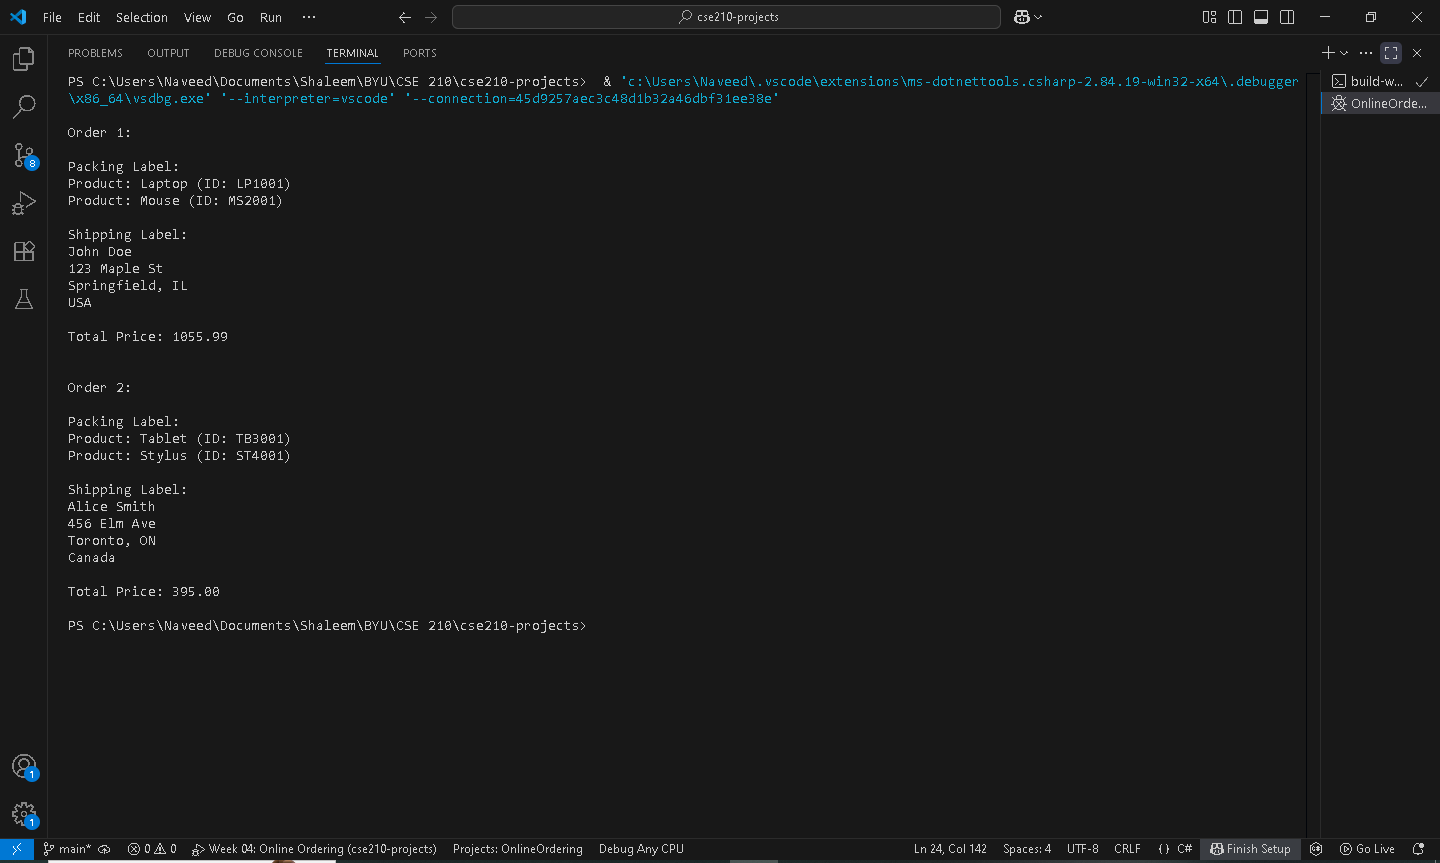 File Edit Selection View Go Run ··· cse210-projects
PROBLEMS OUTPUT DEBUG CONSOLE TERMINAL PORTS
PS C:\Users\Naveed\Documents\Shaleem\BYU\CSE 210\cse210-projects> & 'c:\Users\Naveed\.vscode\extensions\ms-dotnettools.csharp-2.84.19-win32-x64\.debugger
\x86_64\vsdbg.exe' '--interpreter=vscode' '--connection=45d9257aec3c48d1b32a46dbf31ee38e'
Order 1:
Packing Label:
Product: Laptop (ID: LP1001)
Product: Mouse (ID: MS2001)
Shipping Label:
John Doe
123 Maple St
Springfield, IL
USA
Total Price: 1055.99
Order 2:
Packing Label:
Product: Tablet (ID: TB3001)
Product: Stylus (ID: ST4001)
Shipping Label:
Alice Smith
456 Elm Ave
Toronto, ON
Canada
Total Price: 395.00
PS C:\Users\Naveed\Documents\Shaleem\BYU\CSE 210\cse210-projects>
build-w...
OnlineOrde...
8
1
1
main* 0 0 Week 04: Online Ordering (cse210-projects) Projects: OnlineOrdering Debug Any CPU Ln 24, Col 142 Spaces: 4 UTF-8 CRLF {} C# Finish Setup Go Live